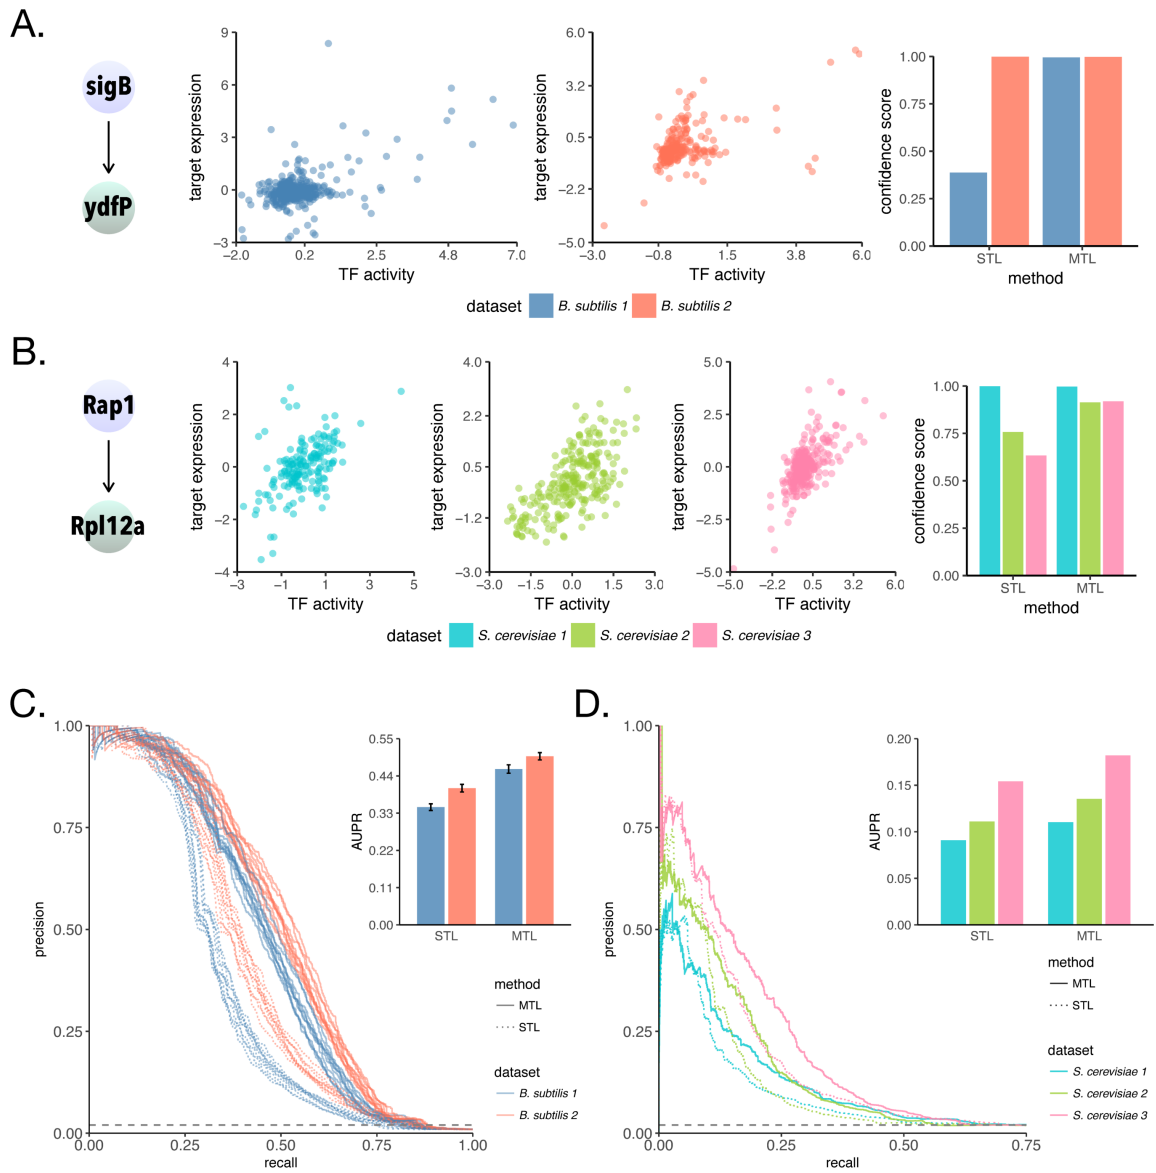 A.
sigB
ydfP
target expression
9
6
3
0
−3
−2.0 0.2 2.5 4.8 7.0
TF activity
target expression
6.0
3.2
0.5
−2.2
−5.0
−3.0 −0.8 1.5 3.8 6.0
TF activity
confidence score
1.00
0.75
0.50
0.25
0.00
STL MTL
method
dataset B. subtilis 1 B. subtilis 2
B.
Rap1
Rpl12a
target expression
4
2
0
−2
−4
−3 −1 1 3 5
TF activity
target expression
4.0
2.2
0.5
−1.2
−3.0
−3.0 −1.5 0.0 1.5 3.0
TF activity
target expression
5.0
2.5
0.0
−2.5
−5.0
−5.0 −2.2 0.5 3.2 6.0
TF activity
confidence score
1.00
0.75
0.50
0.25
0.00
STL MTL
method
dataset S. cerevisiae 1 S. cerevisiae 2 S. cerevisiae 3
C.
precision
1.00
0.75
0.50
0.25
0.00
0.00 0.25 0.50 0.75 1.00
recall
AUPR
0.55
0.44
0.33
0.22
0.11
0.00
STL MTL
method
MTL
STL
dataset
B. subtilis 1
B. subtilis 2
D.
precision
1.00
0.75
0.50
0.25
0.00
0.00 0.25 0.50 0.75
recall
AUPR
0.20
0.15
0.10
0.05
0.00
STL MTL
method
MTL
STL
dataset
S. cerevisiae 1
S. cerevisiae 2
S. cerevisiae 3